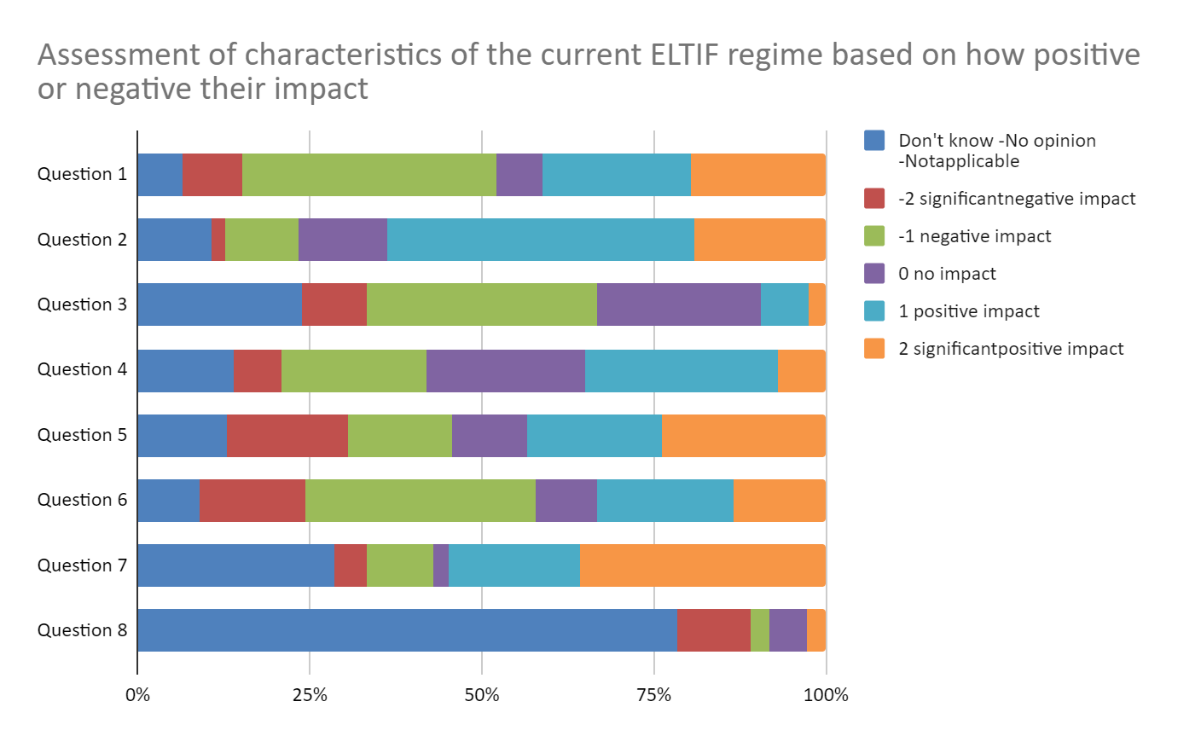 Assessment of characteristics of the current ELTIF regime based on how positive
or negative their impact
Question 1
Question 2
Question 3
Question 4
Question 5
Question 6
Question 7
Question 8
0%
25%
50%
75%
100%
Don't know -No opinion
-Notapplicable
-2 significantnegative impact
-1 negative impact
0 no impact
1 positive impact
2 significantpositive impact